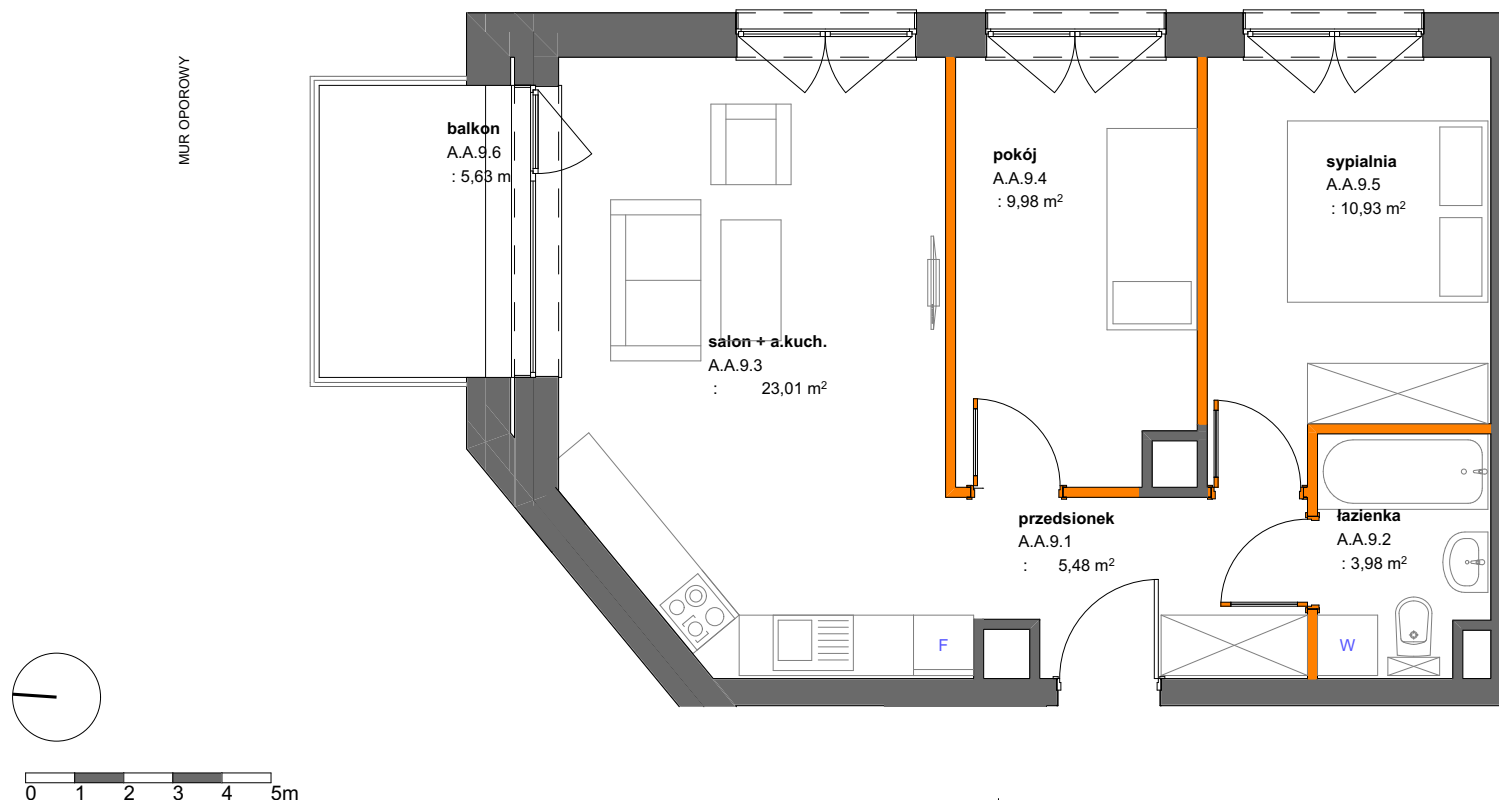 MUR OPOROWY
balkon
A.A.9.6
: 5,63 m
salon + a.kuch.
A.A.9.3
: 23,01 m²
pokój
A.A.9.4
: 9,98 m²
sypialnia
A.A.9.5
: 10,93 m²
przedsionek
A.A.9.1
: 5,48 m²
łazienka
A.A.9.2
: 3,98 m²
F
W
0 1 2 3 4 5m